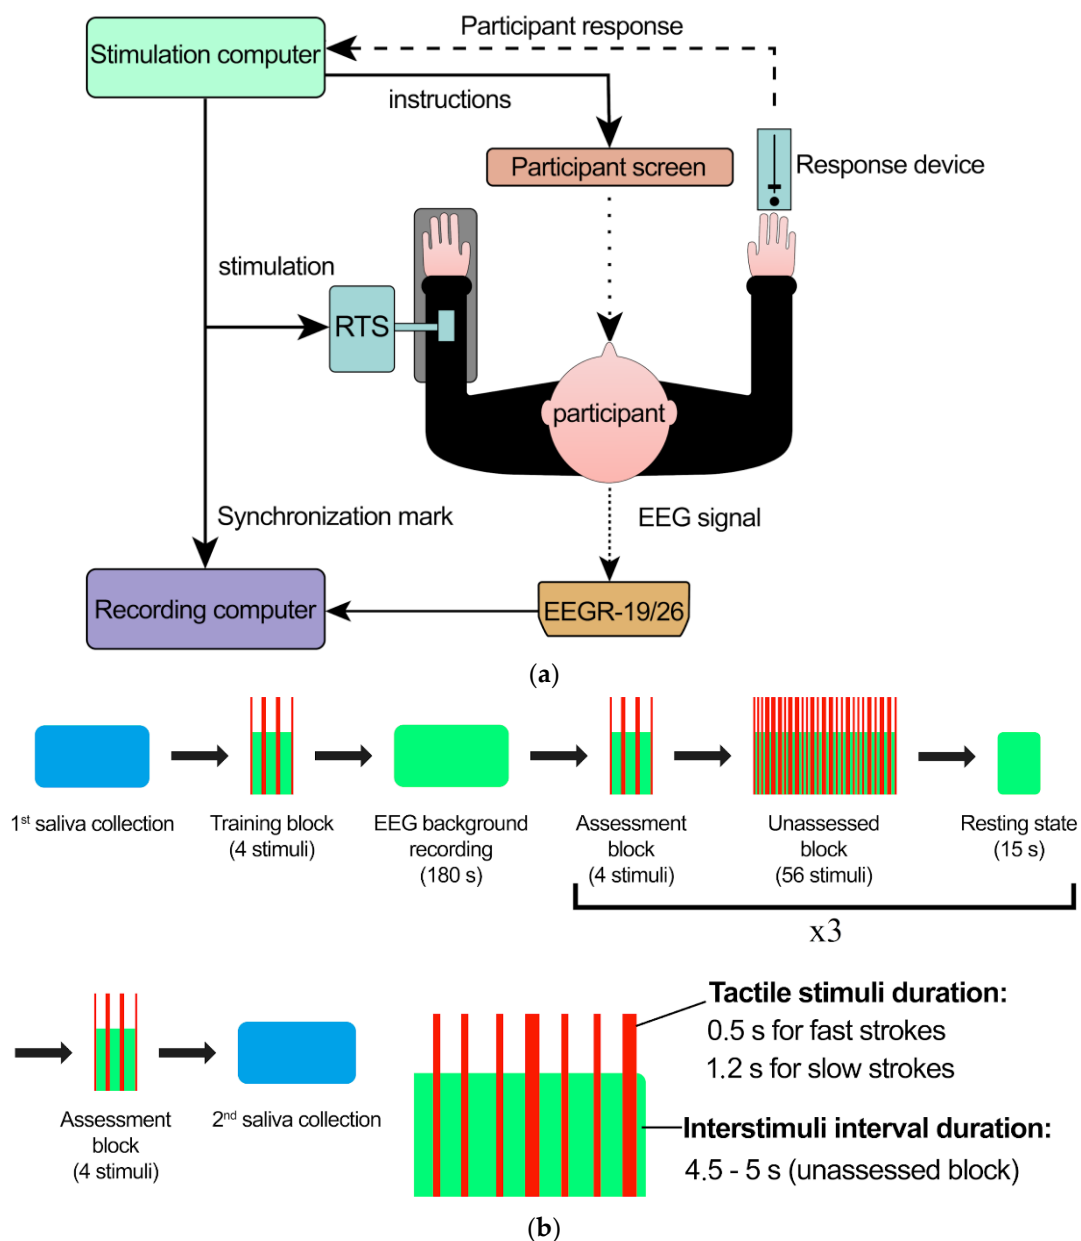 Participant response
Stimulation computer
instructions
Participant screen
Response device
stimulation
RTS
participant
Synchronization mark
EEG signal
Recording computer
EEGR-19/26
(a)
1st saliva collection
Training block
(4 stimuli)
EEG background
recording
(180 s)
Assessment
block
(4 stimuli)
Unassessed
block
(56 stimuli)
Resting state
(15 s)
x3
Assessment
block
(4 stimuli)
2nd saliva collection
Tactile stimuli duration:
0.5 s for fast strokes
1.2 s for slow strokes
Interstimuli interval duration:
4.5 - 5 s (unassessed block)
(b)